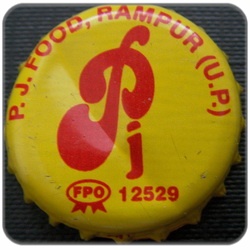 P. J. FOOD, RAMPUR (U.P.)
Pj
FPO 12529